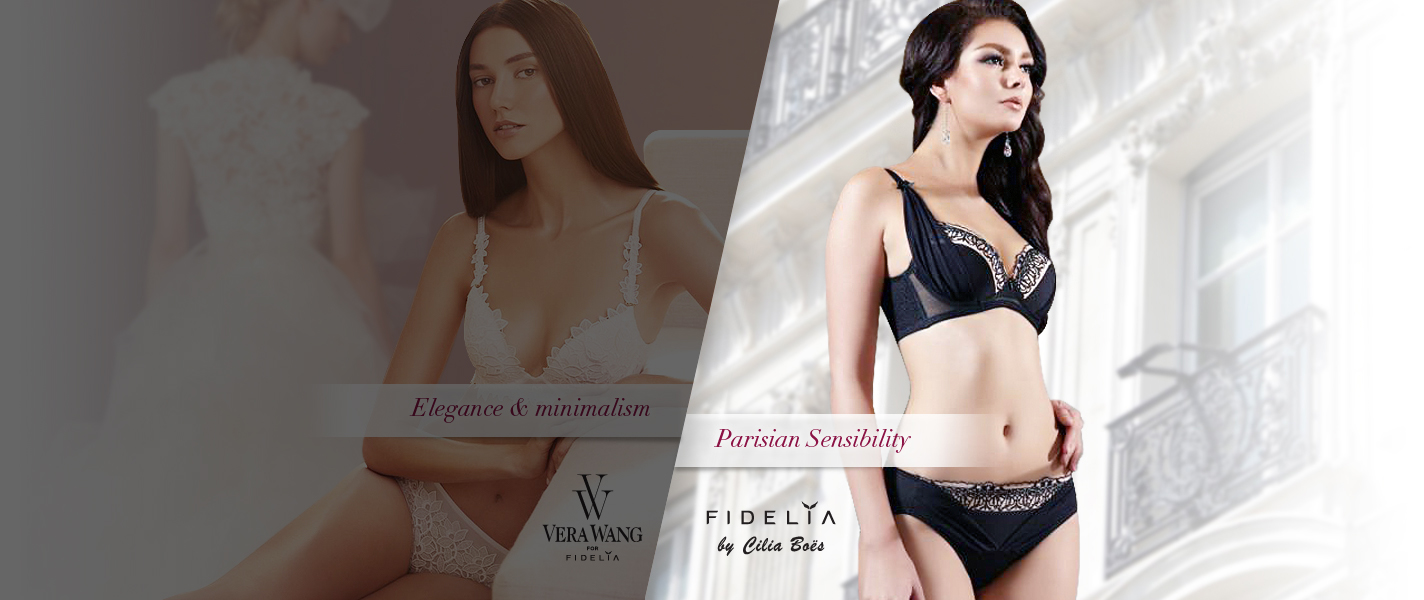 Elegance & minimalism
VERA WANG
FOR
FIDELIA
Parisian Sensibility
FIDELIA
by Cilia Boës